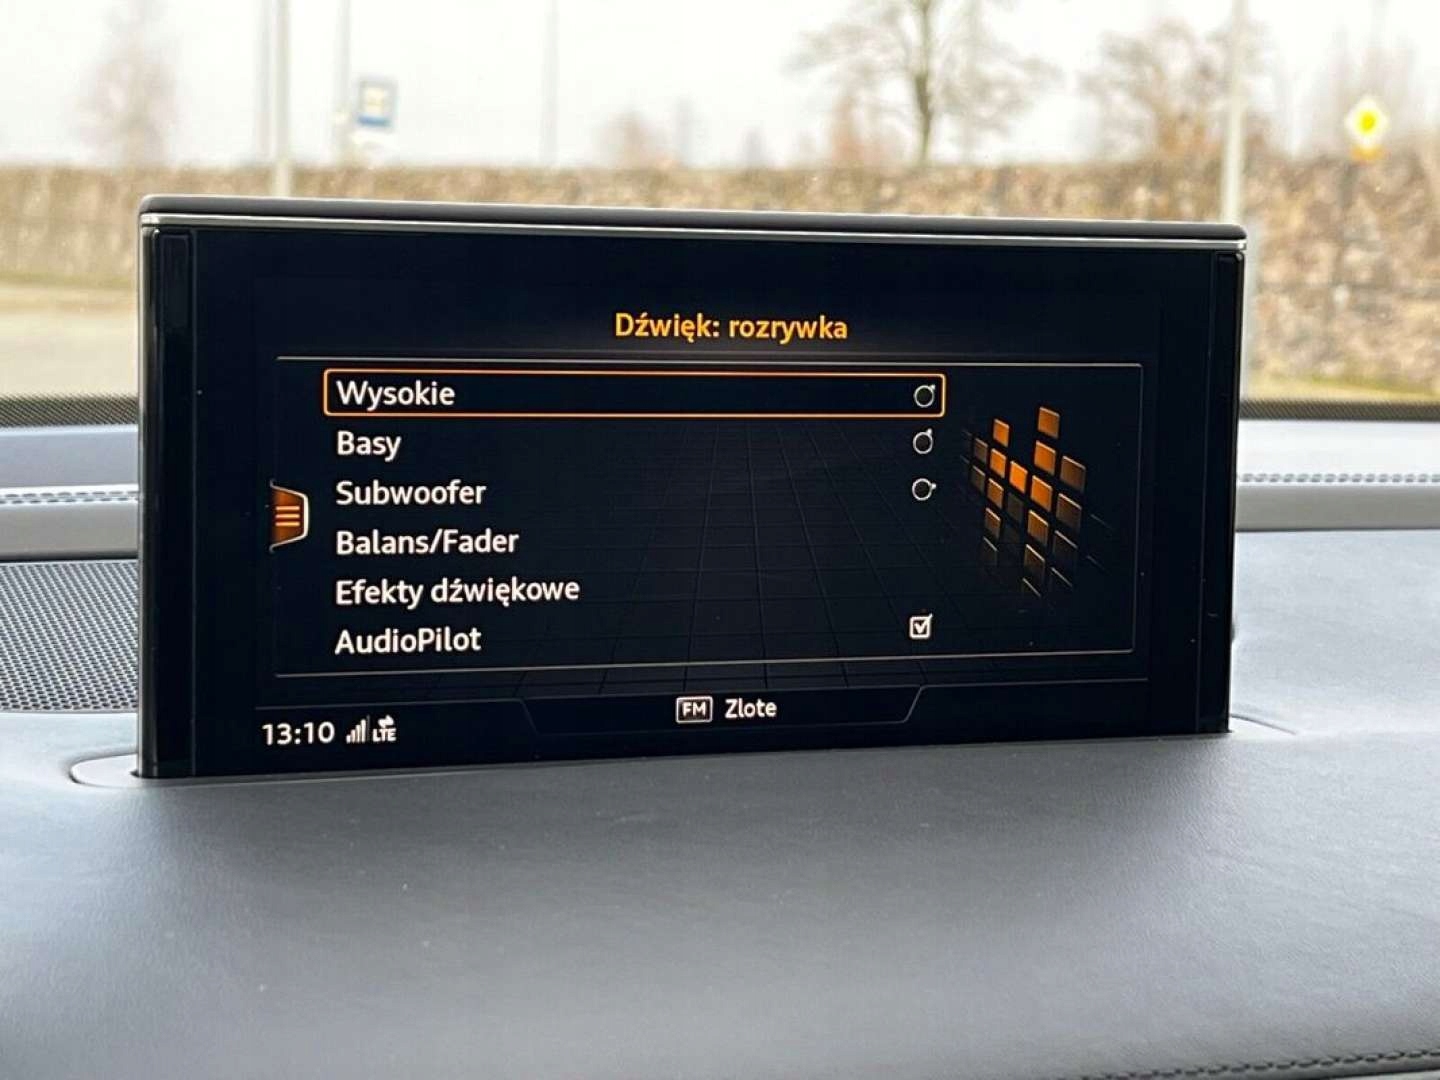 Dźwięk: rozrywka
Wysokie
Basy
Subwoofer
Balans/Fader
Efekty dźwiękowe
AudioPilot
FM Zlote
13:10 LTE